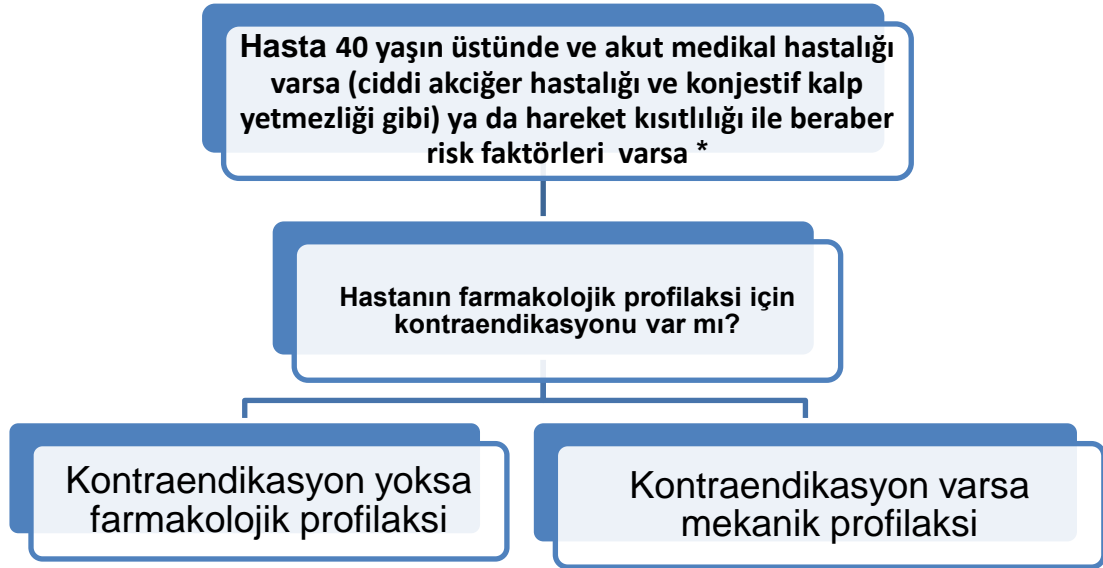 Hasta 40 yaşın üstünde ve akut medikal hastalığı
varsa (ciddi akciğer hastalığı ve konjestif kalp
yetmezliği gibi) ya da hareket kısıtlılığı ile beraber
risk faktörleri varsa *
Hastanın farmakolojik profilaksi için
kontraendikasyonu var mı?
Kontraendikasyon yoksa
farmakolojik profilaksi
Kontraendikasyon varsa
mekanik profilaksi